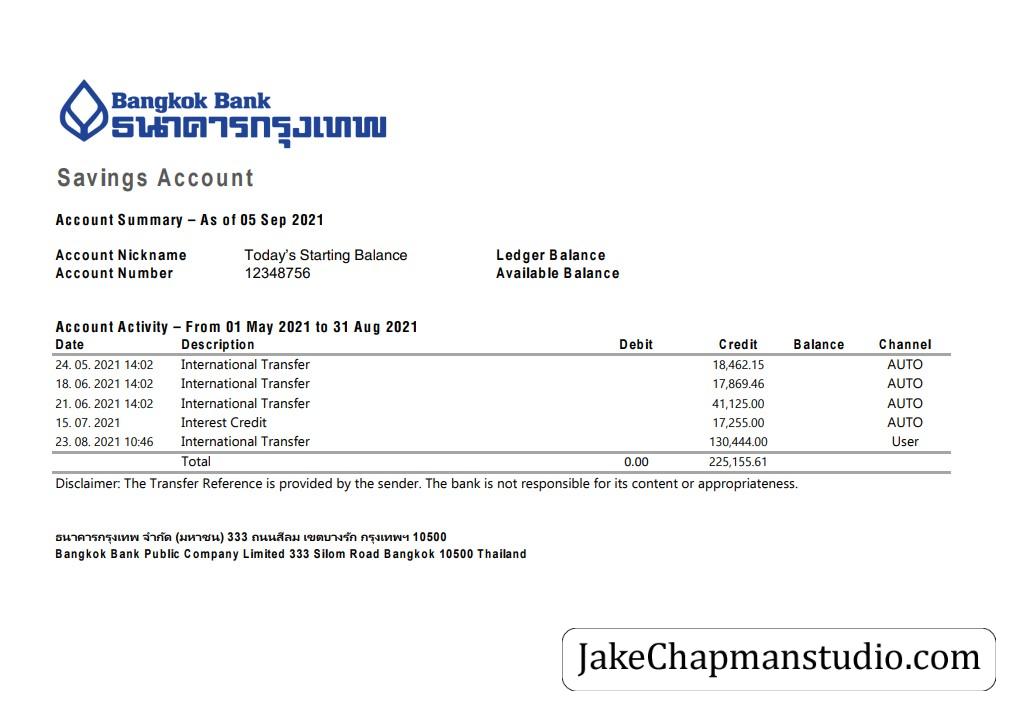 Bangkok Bank
ธนาคารกรุงเทพ
Savings Account
Account Summary – As of 05 Sep 2021
Account Nickname Today's Starting Balance Ledger Balance
Account Number 12348756 Available Balance
Account Activity – From 01 May 2021 to 31 Aug 2021
Date Description Debit Credit Balance Channel
24. 05. 2021 14:02 International Transfer 18,462.15 AUTO
18. 06. 2021 14:02 International Transfer 17,869.46 AUTO
21. 06. 2021 14:02 International Transfer 41,125.00 AUTO
15. 07. 2021 Interest Credit 17,255.00 AUTO
23. 08. 2021 10:46 International Transfer 130,444.00 User
Total 0.00 225,155.61
Disclaimer: The Transfer Reference is provided by the sender. The bank is not responsible for its content or appropriateness.
ธนาคารกรุงเทพ จำกัด (มหาชน) 333 ถนนสีลม เขตบางรัก กรุงเทพฯ 10500
Bangkok Bank Public Company Limited 333 Silom Road Bangkok 10500 Thailand
JakeChapmanstudio.com